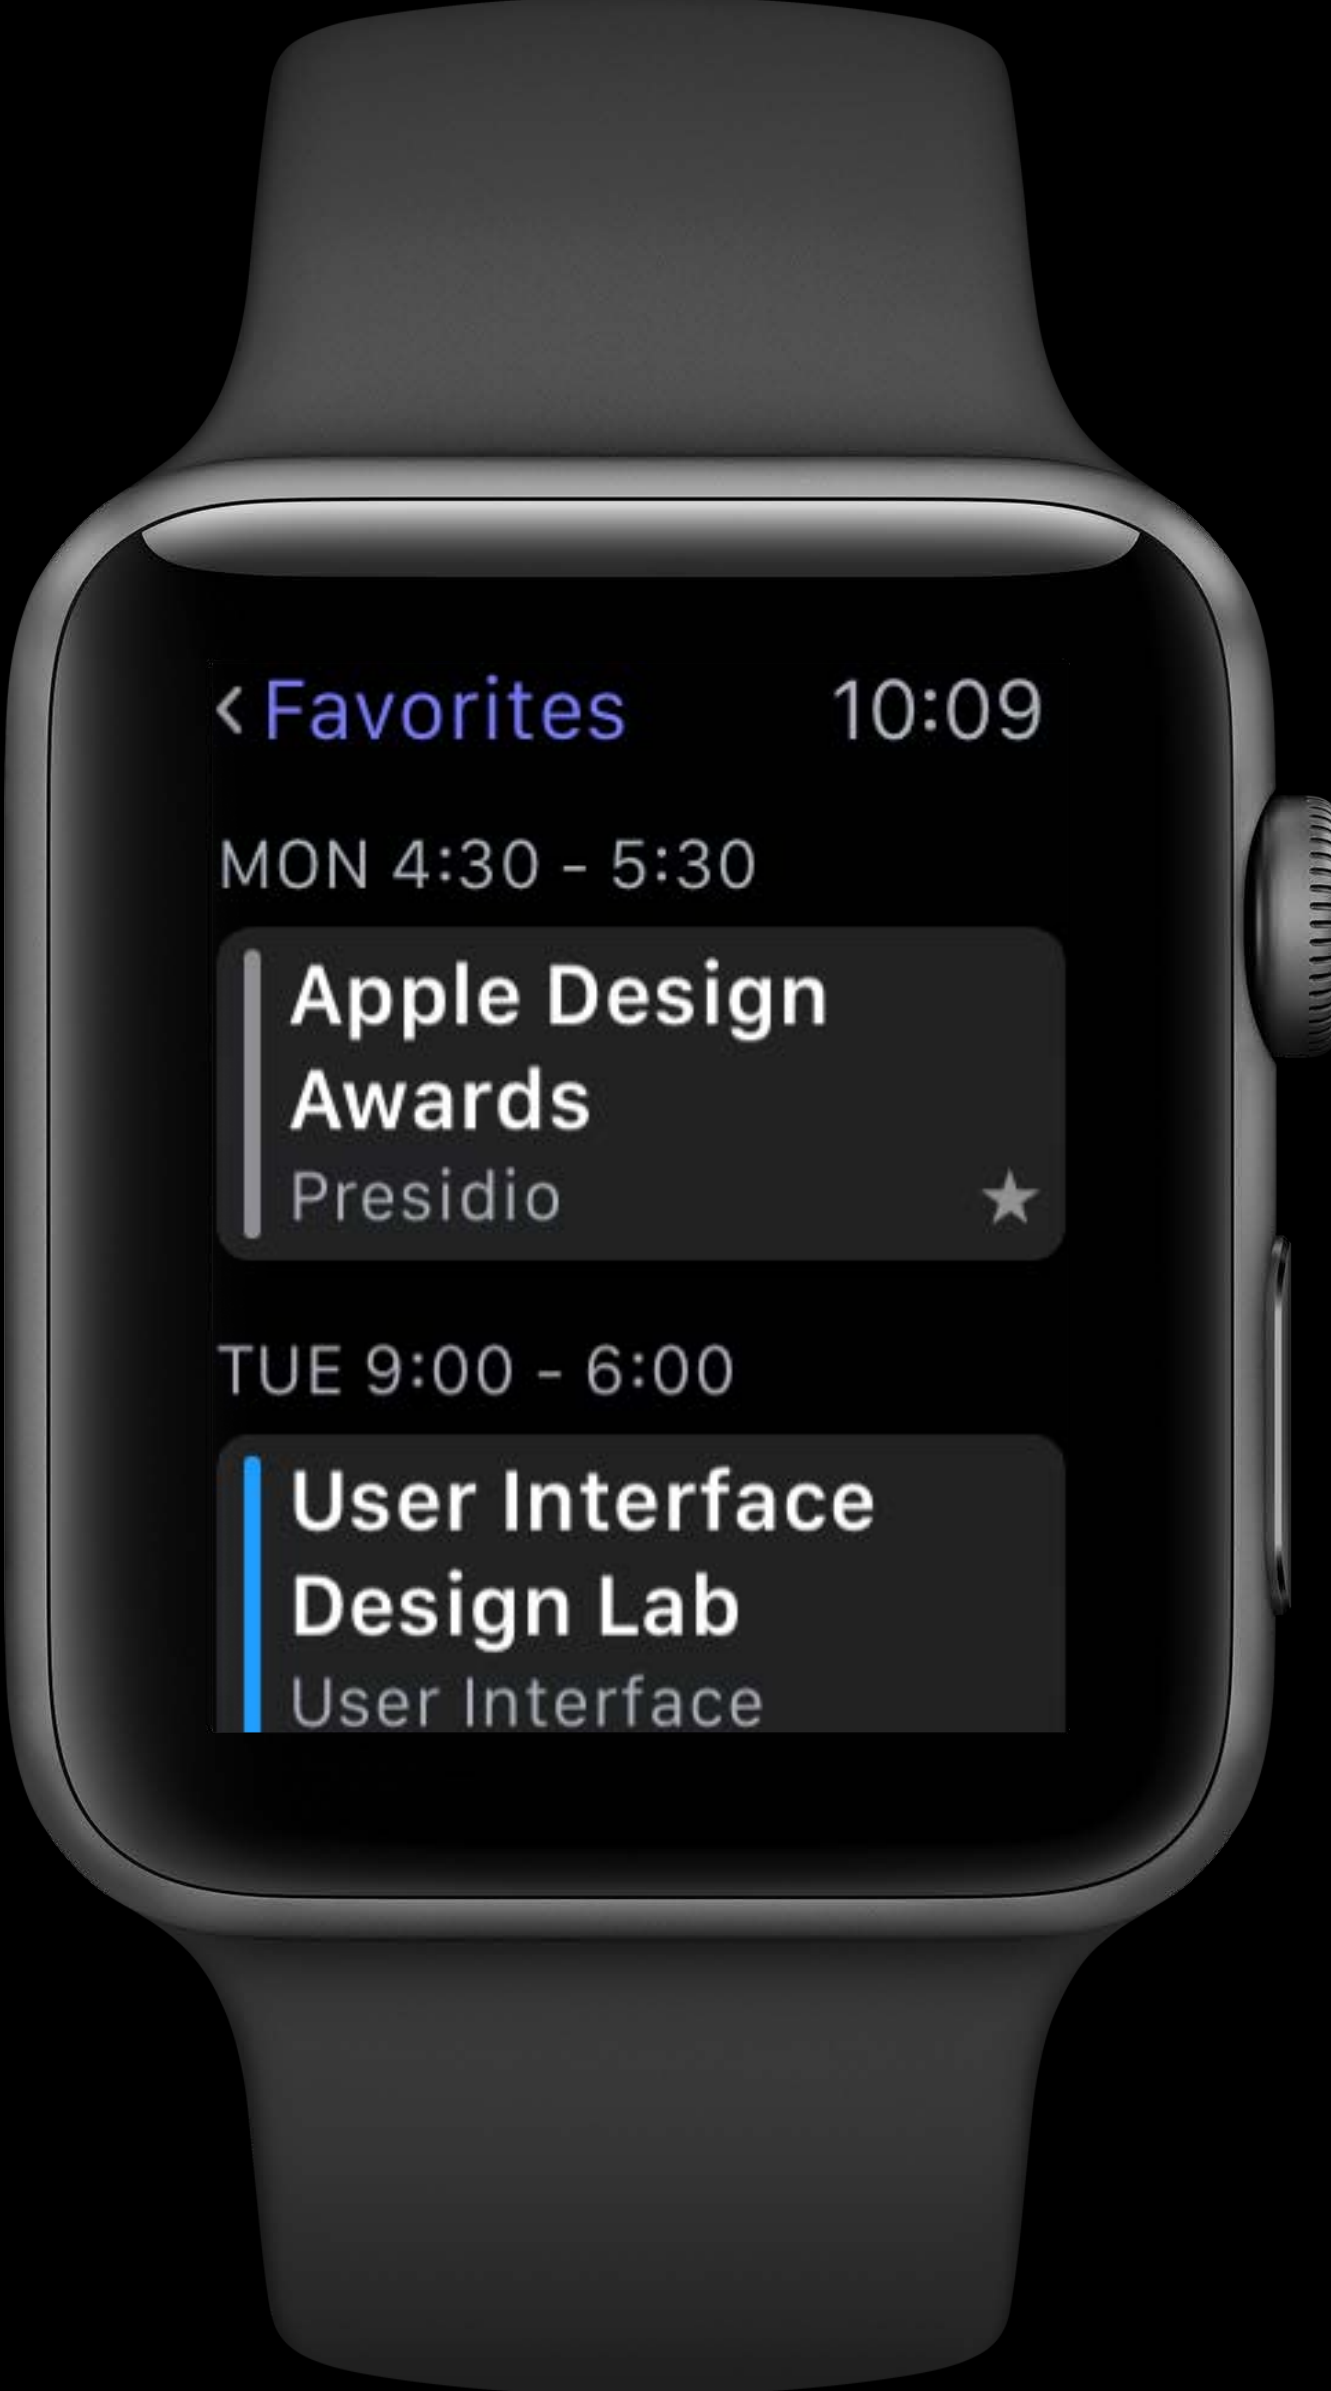 < Favorites 10:09
MON 4:30 - 5:30
Apple Design
Awards
Presidio
TUE 9:00 - 6:00
User Interface
Design Lab
User Interface